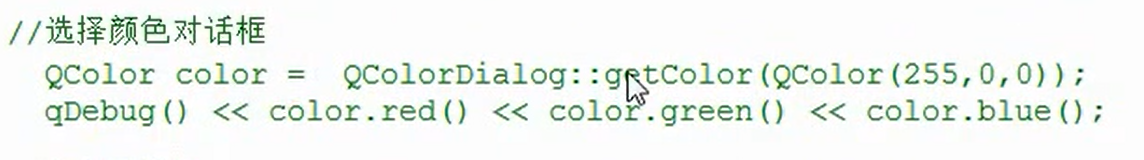 //选择颜色对话框
QColor color =  QColorDialog::getColor(QColor(255,0,0));
qDebug() << color.red() << color.green() << color.blue();